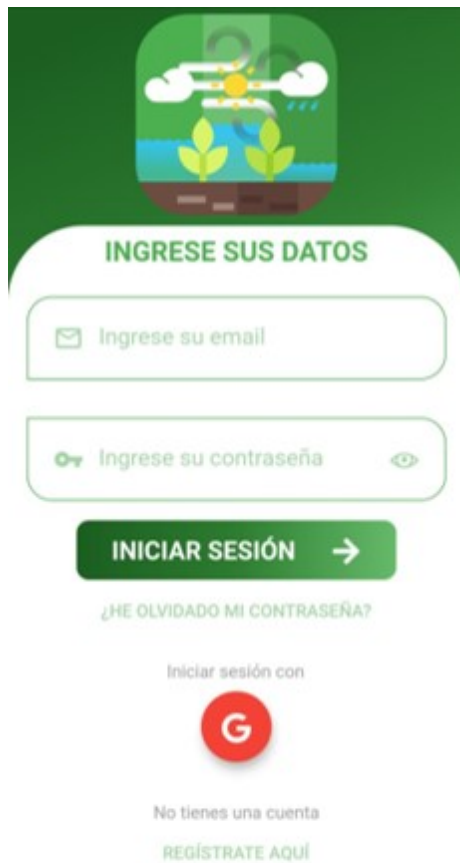 INGRESE SUS DATOS
Ingrese su email
Ingrese su contraseña
INICIAR SESIÓN
¿HE OLVIDADO MI CONTRASEÑA?
Iniciar sesión con
G
No tienes una cuenta
REGÍSTRATE AQUÍ